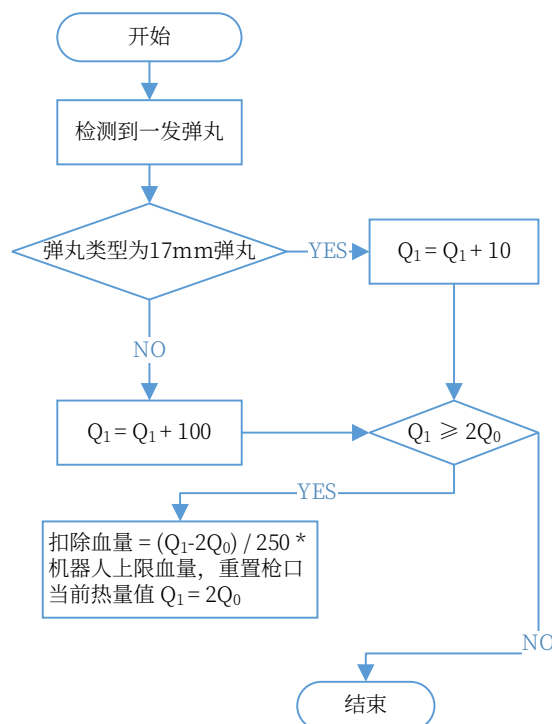 开始
检测到一发弹丸
弹丸类型为17mm弹丸
YES
Q₁ = Q₁ + 10
NO
Q₁ = Q₁ + 100
Q₁ ≥ 2Q₀
YES
扣除血量 = (Q₁-2Q₀) / 250 *
机器人上限血量，重置枪口
当前热量值 Q₁ = 2Q₀
NO
结束